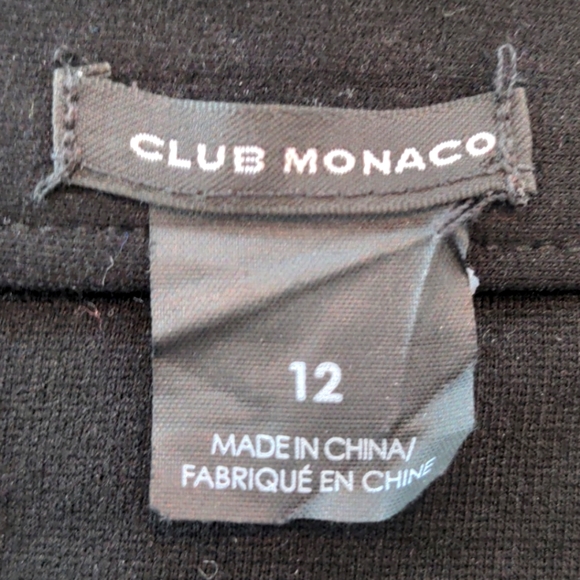 CLUB MONACO
12
MADE IN CHINA/
FABRIQUÉ EN CHINE